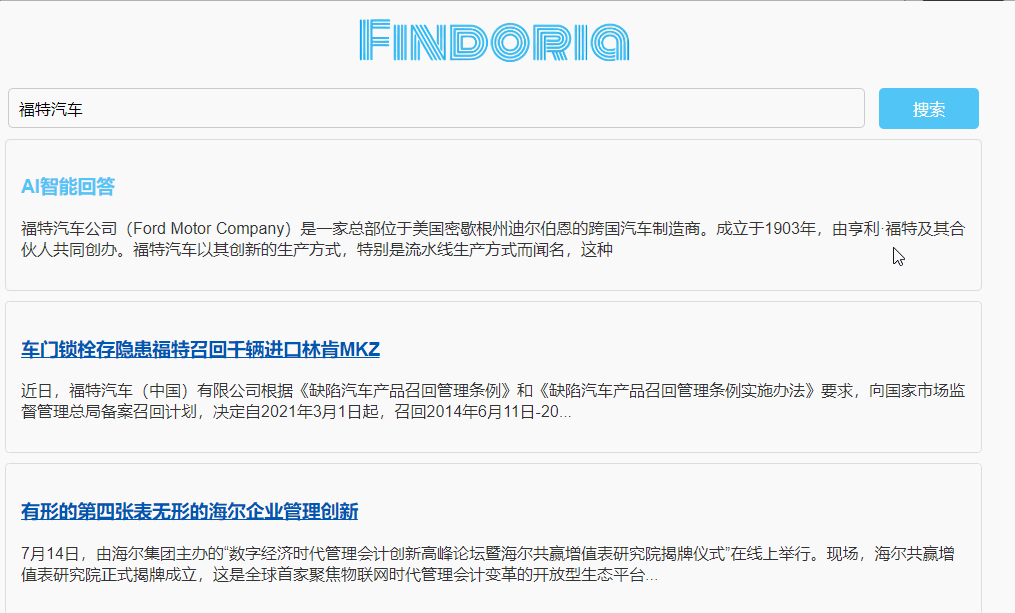 FINDORIA
福特汽车
搜索
AI智能回答
福特汽车公司（Ford Motor Company）是一家总部位于美国密歇根州迪尔伯恩的跨国汽车制造商。成立于1903年，由亨利·福特及其合
伙人共同创办。福特汽车以其创新的生产方式，特别是流水线生产方式而闻名，这种
车门锁栓存隐患福特召回千辆进口林肯MKZ
近日，福特汽车（中国）有限公司根据《缺陷汽车产品召回管理条例》和《缺陷汽车产品召回管理条例实施办法》要求，向国家市场监
督管理总局备案召回计划，决定自2021年3月1日起，召回2014年6月11日-20...
有形的第四张表无形的海尔企业管理创新
7月14日，由海尔集团主办的“数字经济时代管理会计创新高峰论坛暨海尔共赢增值表研究院揭牌仪式”在线上举行。现场，海尔共赢增
值表研究院正式揭牌成立，这是全球首家聚焦物联网时代管理会计变革的开放型生态平台...